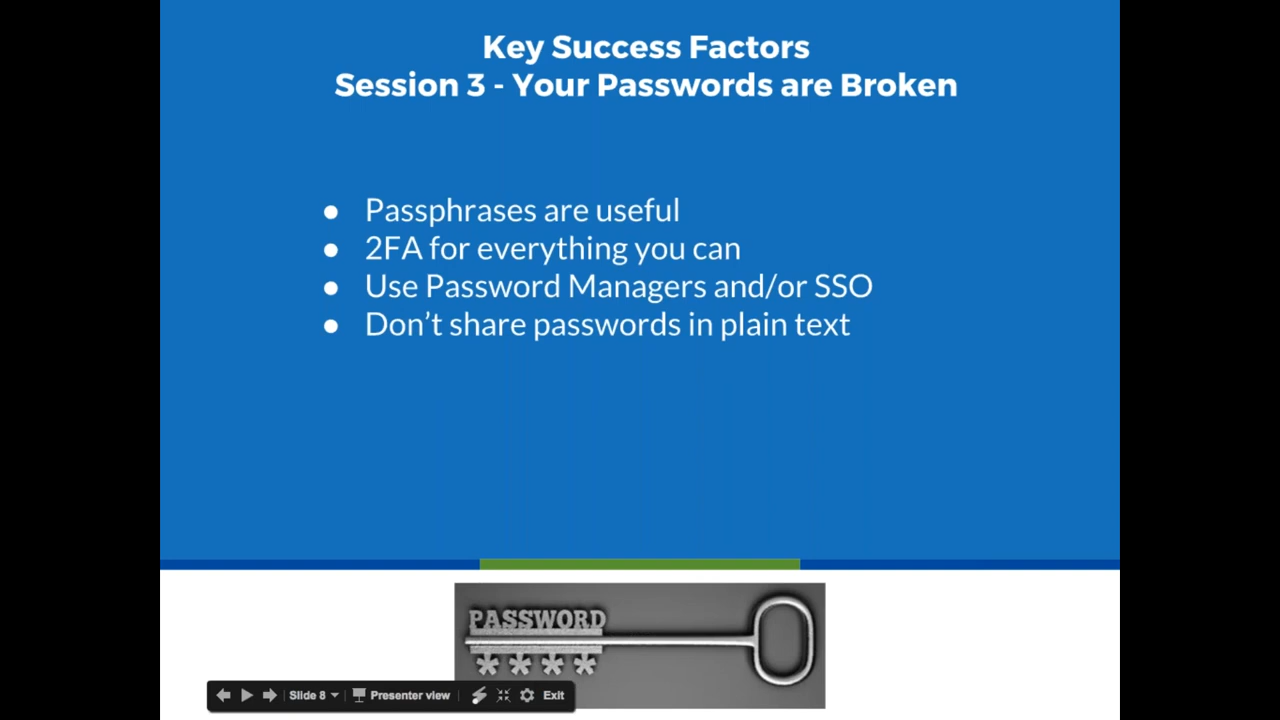 Key Success Factors
Session 3 - Your Passwords are Broken
● Passphrases are useful
● 2FA for everything you can
● Use Password Managers and/or SSO
● Don't share passwords in plain text
PASSWORD
****
Slide 8
Presenter view
Exit